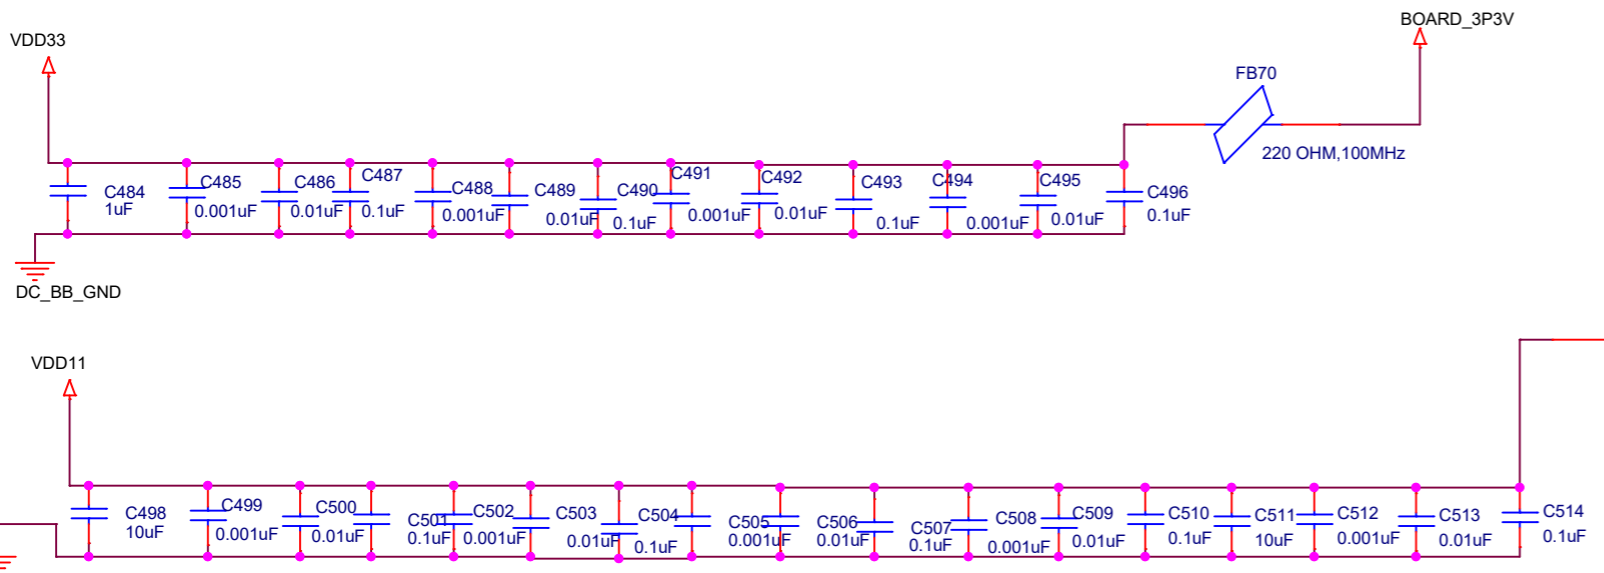 BOARD_3P3V
VDD33
FB70
220 OHM,100MHz
C484
1uF
C485
0.001uF
C486
0.01uF
C487
0.1uF
C488
0.001uF
C489
0.01uF
C490
0.1uF
C491
0.001uF
C492
0.01uF
C493
0.1uF
C494
0.001uF
C495
0.01uF
C496
0.1uF
DC_BB_GND
VDD11
C498
10uF
C499
0.001uF
C500
0.01uF
C501
0.1uF
C502
0.001uF
C503
0.01uF
C504
0.1uF
C505
0.001uF
C506
0.01uF
C507
0.1uF
C508
0.001uF
C509
0.01uF
C510
0.1uF
C511
10uF
C512
0.001uF
C513
0.01uF
C514
0.1uF